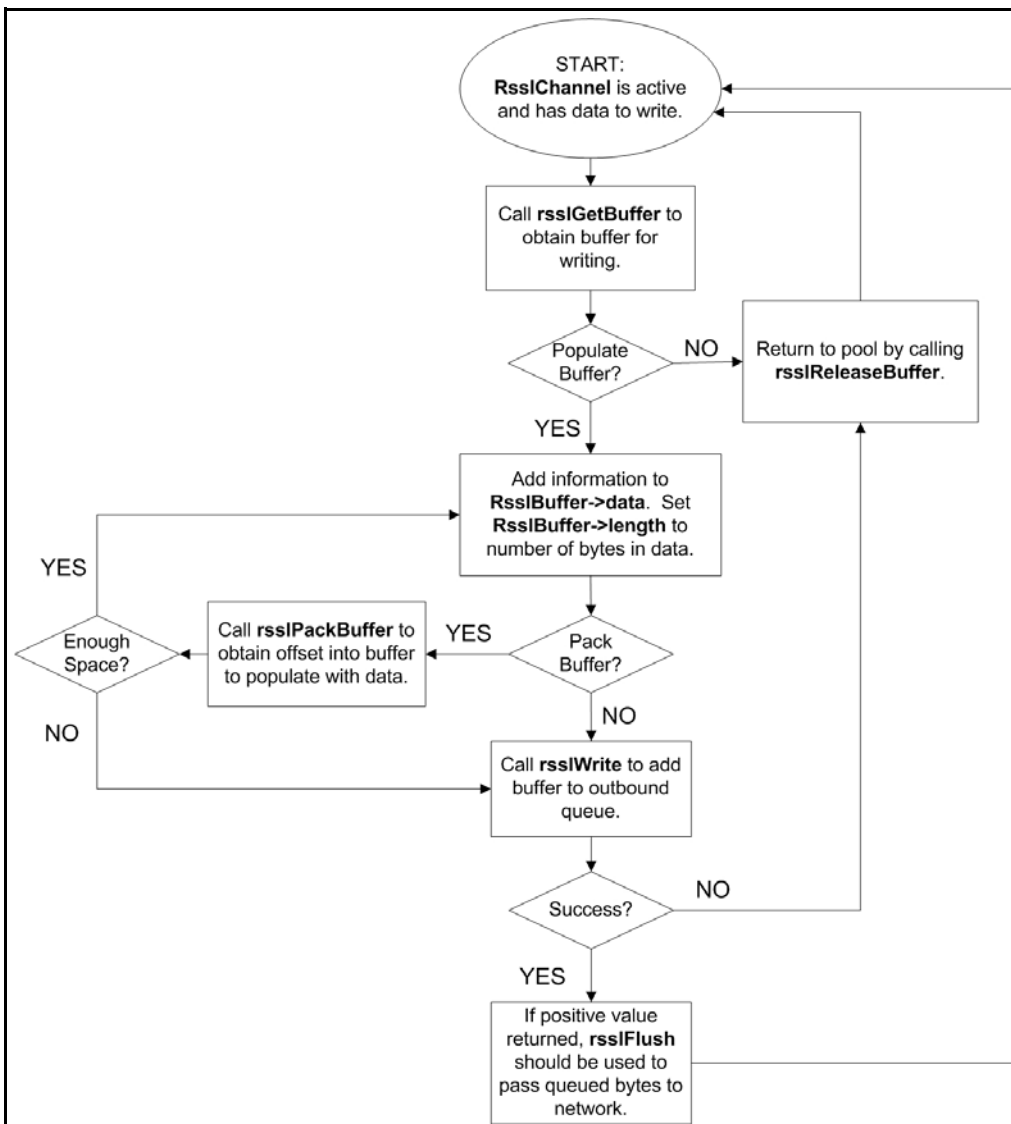 START:
RsslChannel is active
and has data to write.
Call rsslGetBuffer to
obtain buffer for
writing.
Populate
Buffer?
NO
Return to pool by calling
rsslReleaseBuffer.
YES
Add information to
RsslBuffer->data.  Set
RsslBuffer->length to
number of bytes in data.
YES
Enough
Space?
Call rsslPackBuffer to
obtain offset into buffer
to populate with data.
YES
Pack
Buffer?
NO
NO
Call rsslWrite to add
buffer to outbound
queue.
Success?
NO
YES
If positive value
returned, rsslFlush
should be used to
pass queued bytes to
network.